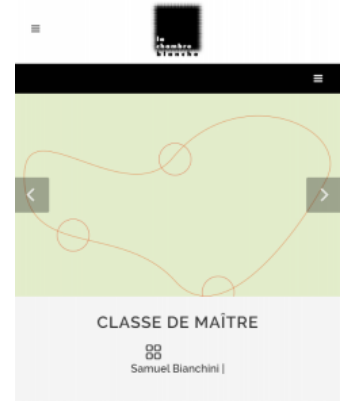 la
chambre
blanche
CLASSE DE MAÎTRE
Samuel Bianchini |